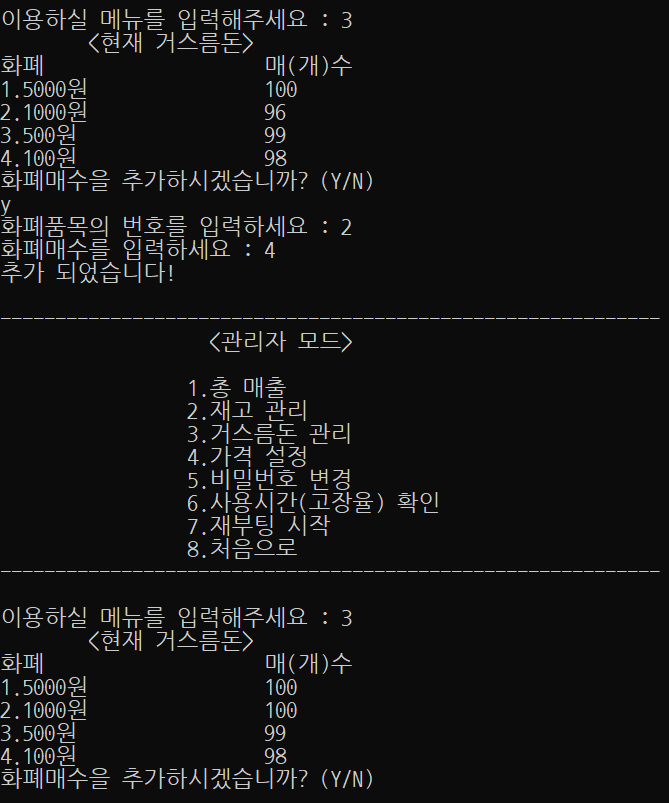 이용하실 메뉴를 입력해주세요 : 3
<현재 거스름돈>
화폐 매(개)수
1.5000원 100
2.1000원 96
3.500원 99
4.100원 98
화폐매수을 추가하시겠습니까? (Y/N)
y
화폐품목의 번호를 입력하세요 : 2
화폐매수를 입력하세요 : 4
추가 되었습니다!
____________________________________________________________
<관리자 모드>
1.총 매출
2.재고 관리
3.거스름돈 관리
4.가격 설정
5.비밀번호 변경
6.사용시간(고장율) 확인
7.재부팅 시작
8.처음으로
------------------------------------------------------------
이용하실 메뉴를 입력해주세요 : 3
<현재 거스름돈>
화폐 매(개)수
1.5000원 100
2.1000원 100
3.500원 99
4.100원 98
화폐매수을 추가하시겠습니까? (Y/N)